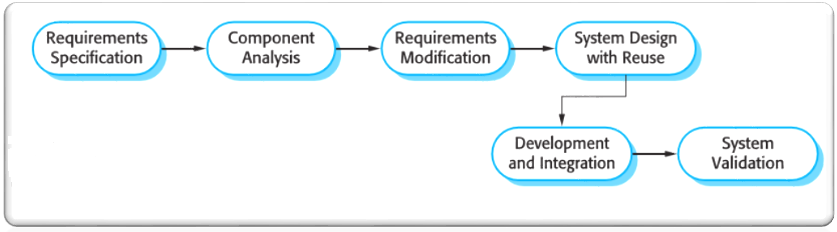 Requirements
Specification
Component
Analysis
Requirements
Modification
System Design
with Reuse
Development
and Integration
System
Validation